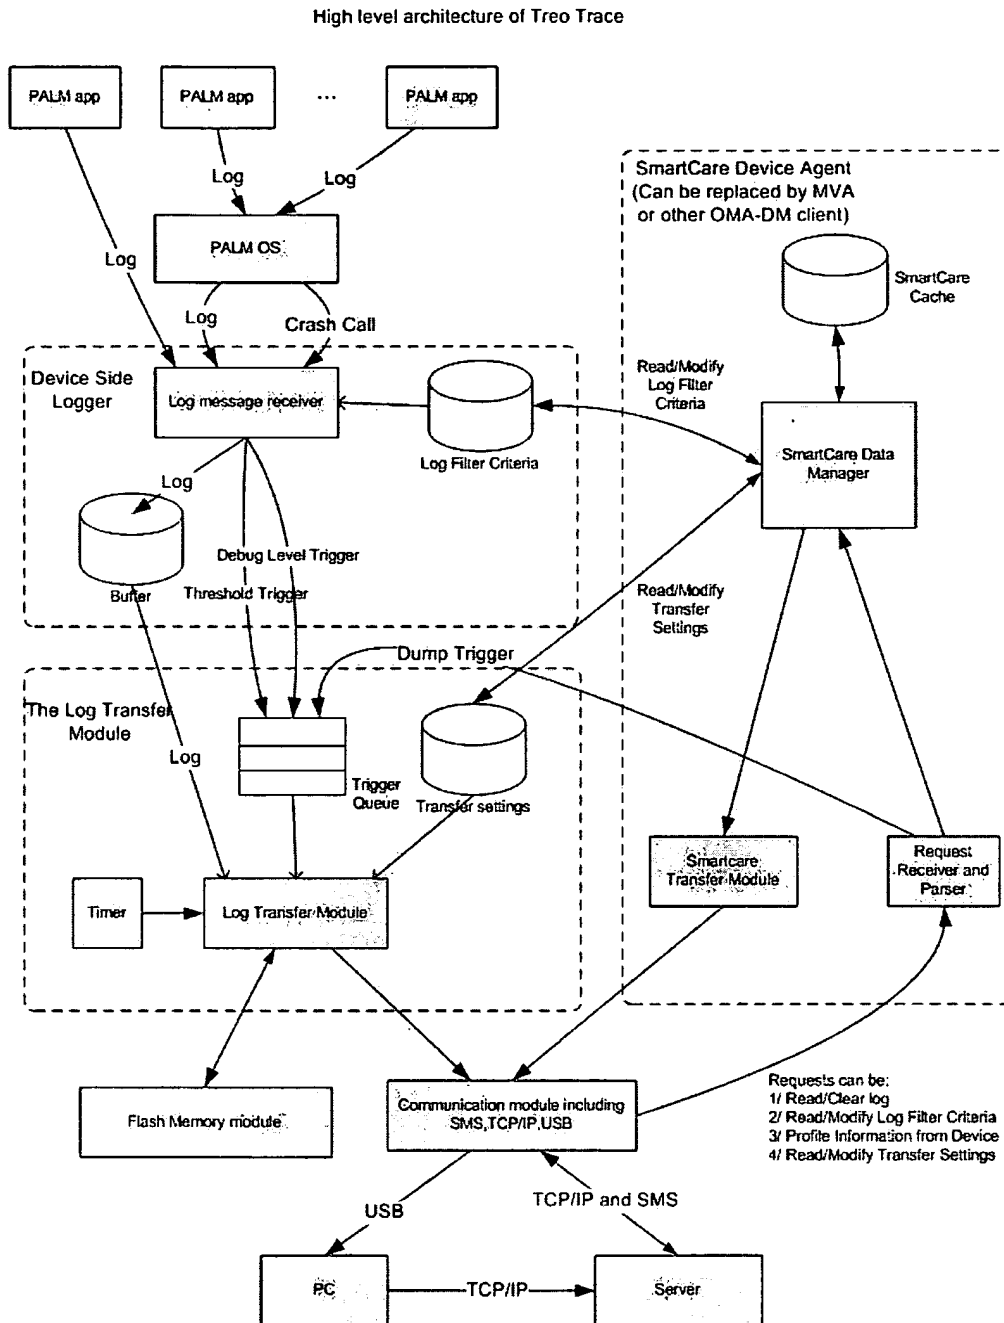 High level architecture of Treo Trace
PALM app
PALM app
...
PALM app
Log
Log
Log
PALM OS
Log
Crash Call
SmartCare Device Agent
(Can be replaced by MVA
or other OMA-DM client)
SmartCare
Cache
Device Side
Logger
Log message receiver
Log Filter Criteria
Read/Modify
Log Filter
Criteria
SmartCare Data
Manager
Log
Buffer
Debug Level Trigger
Threshold Trigger
Read/Modify
Transfer
Settings
Dump Trigger
The Log Transfer
Module
Log
Trigger
Queue
Transfer settings
Timer
Log Transfer Module
Smartcare
Transfer Module
Request
Receiver and
Parser
Flash Memory module
Communication module including
SMS,TCP/IP,USB
Requests can be:
1/ Read/Clear log
2/ Read/Modify Log Filter Criteria
3/ Profile Information from Device
4/ Read/Modify Transfer Settings
USB
TCP/IP and SMS
PC
TCP/IP
Server